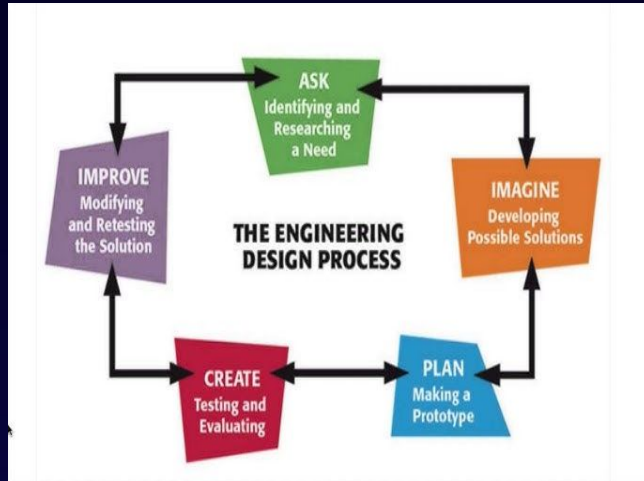 ASK
Identifying and
Researching
a Need
IMPROVE
Modifying
and Retesting
the Solution
IMAGINE
Developing
Possible Solutions
THE ENGINEERING
DESIGN PROCESS
CREATE
Testing and
Evaluating
PLAN
Making a
Prototype